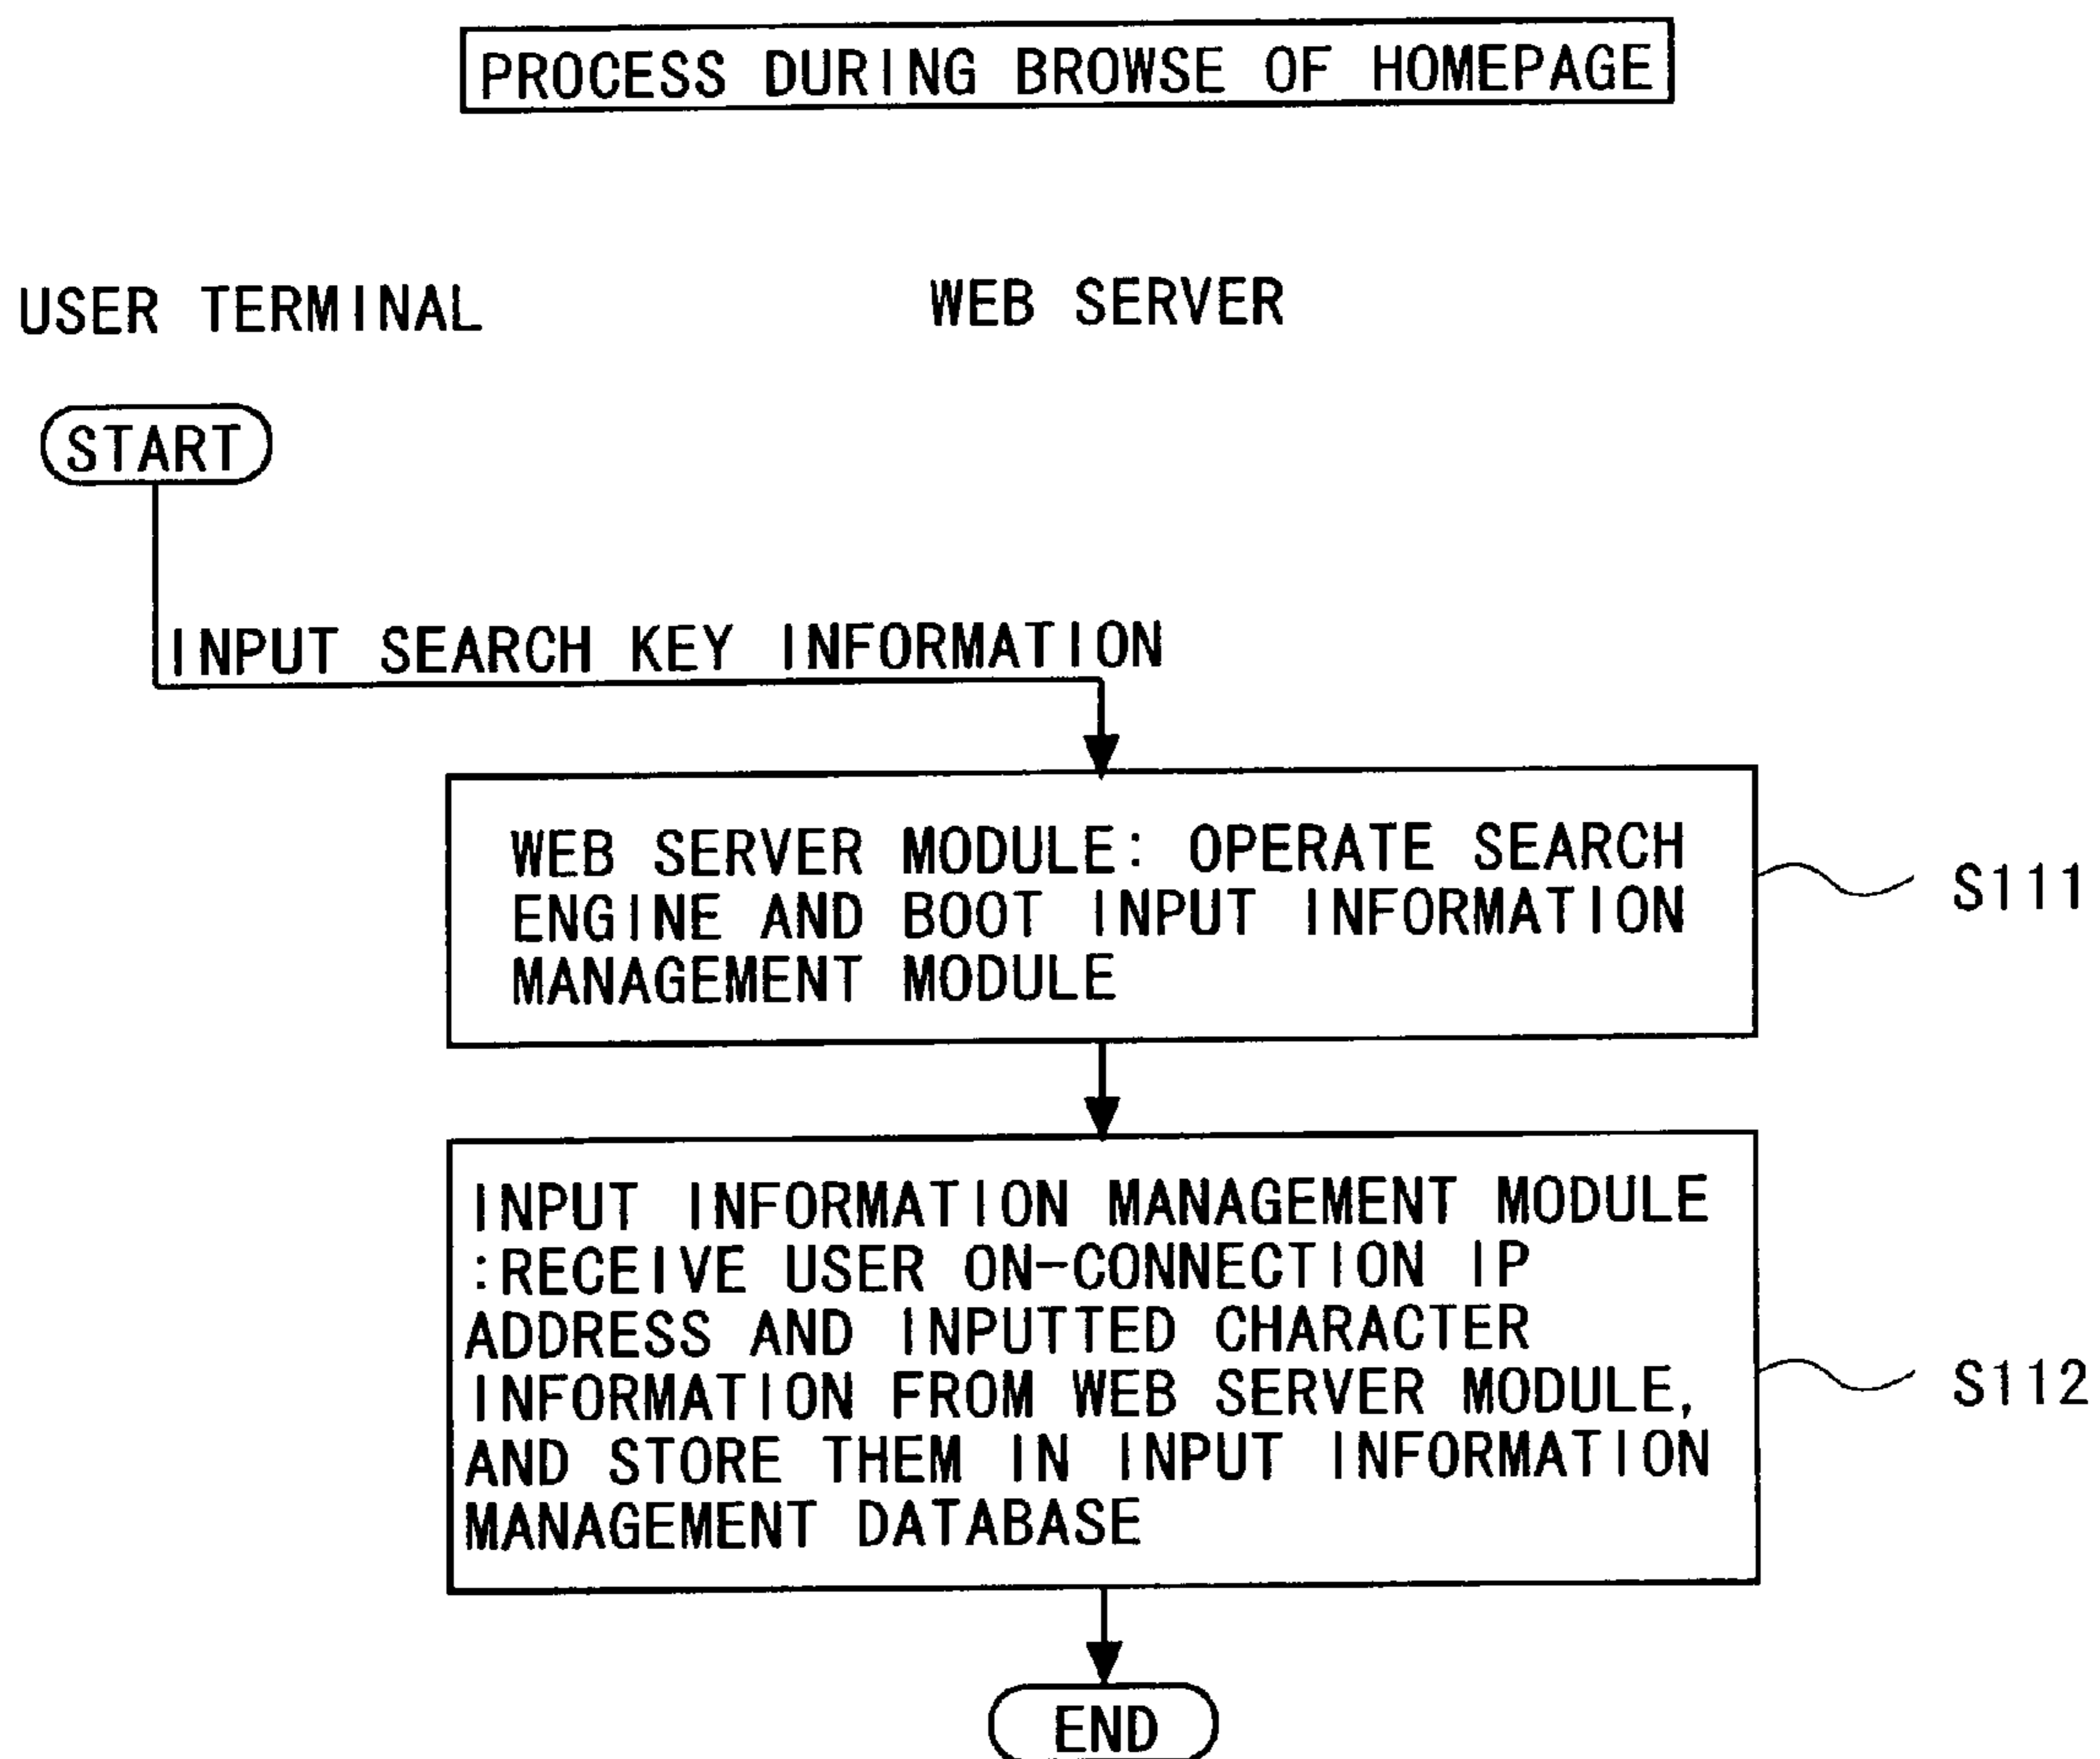 PROCESS DURING BROWSE OF HOMEPAGE
USER TERMINAL
WEB SERVER
START
INPUT SEARCH KEY INFORMATION
WEB SERVER MODULE: OPERATE SEARCH
ENGINE AND BOOT INPUT INFORMATION
MANAGEMENT MODULE
S111
INPUT INFORMATION MANAGEMENT MODULE
:RECEIVE USER ON-CONNECTION IP
ADDRESS AND INPUTTED CHARACTER
INFORMATION FROM WEB SERVER MODULE,
AND STORE THEM IN INPUT INFORMATION
MANAGEMENT DATABASE
S112
END